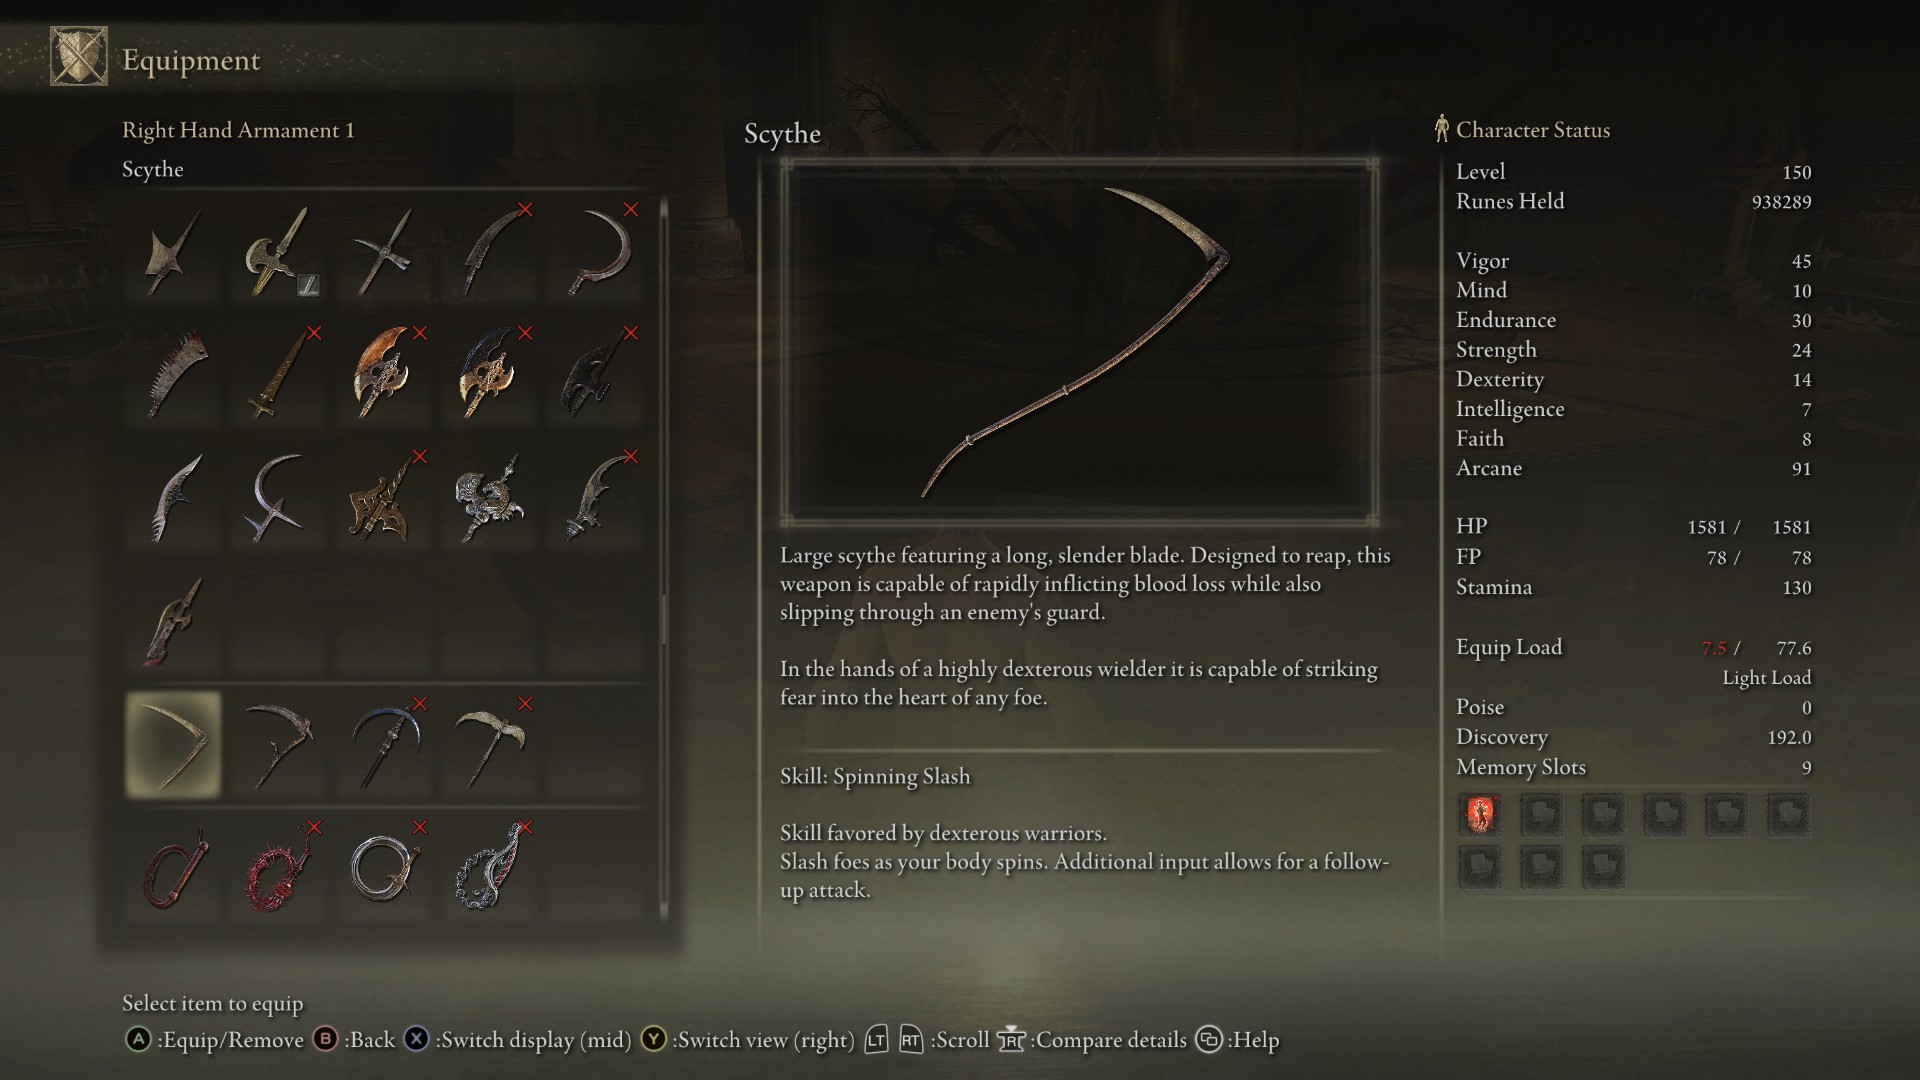 Equipment
Right Hand Armament 1
Scythe
Scythe
Large scythe featuring a long, slender blade. Designed to reap, this
weapon is capable of rapidly inflicting blood loss while also
slipping through an enemy's guard.
In the hands of a highly dexterous wielder it is capable of striking
fear into the heart of any foe.
Skill: Spinning Slash
Skill favored by dexterous warriors.
Slash foes as your body spins. Additional input allows for a follow-
up attack.
Character Status
Level 150
Runes Held 938289
Vigor 45
Mind 10
Endurance 30
Strength 24
Dexterity 14
Intelligence 7
Faith 8
Arcane 91
HP 1581 / 1581
FP 78 / 78
Stamina 130
Equip Load 7.5 / 77.6
Light Load
Poise 0
Discovery 192.0
Memory Slots 9
Select item to equip
A :Equip/Remove B :Back X :Switch display (mid) Y :Switch view (right) LT RT :Scroll R :Compare details :Help